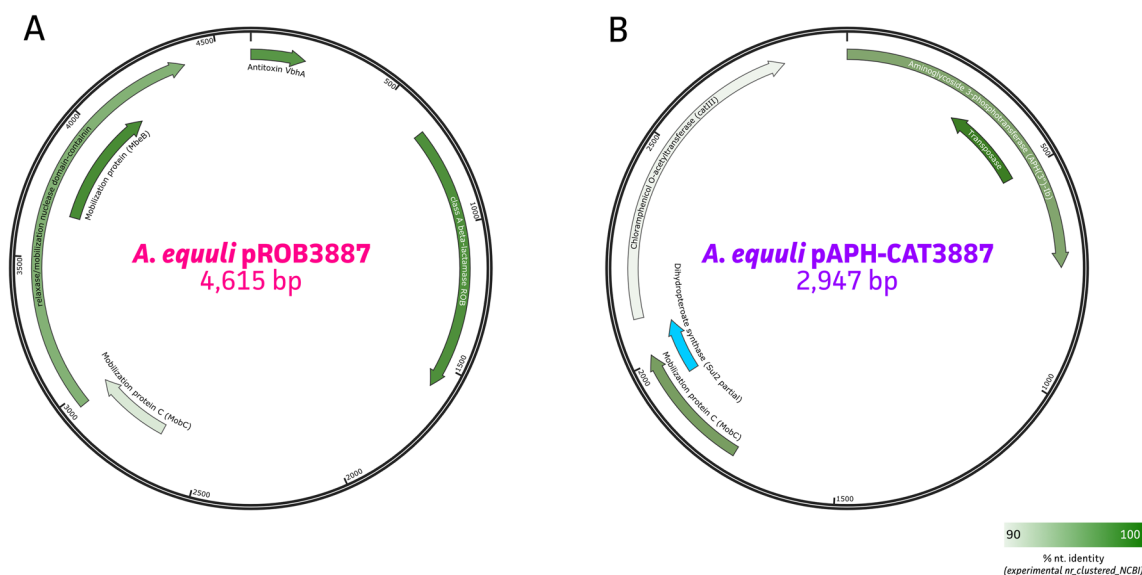 A
4500
Antitoxin VbhA
500
4000
relaxase/mobilization nuclease domain-containin
Mobilization protein (MbeB)
class A beta-lactamase ROB
1000
3500
A. equuli pROB3887
4,615 bp
1500
Mobilization protein C (MobC)
3000
2000
2500
B
Aminoglycoside 3-phosphotransferase (APH(3")-Ib)
Transposase
500
2500
Chloramphenicol O-acetyltransferase (catIII)
A. equuli pAPH-CAT3887
2,947 bp
Dihydropteroate synthase (Sul2 partial)
Mobilization protein C (MobC)
2000
1000
1500
90
100
% nt. identity
(experimental nr_clustered_NCBI)